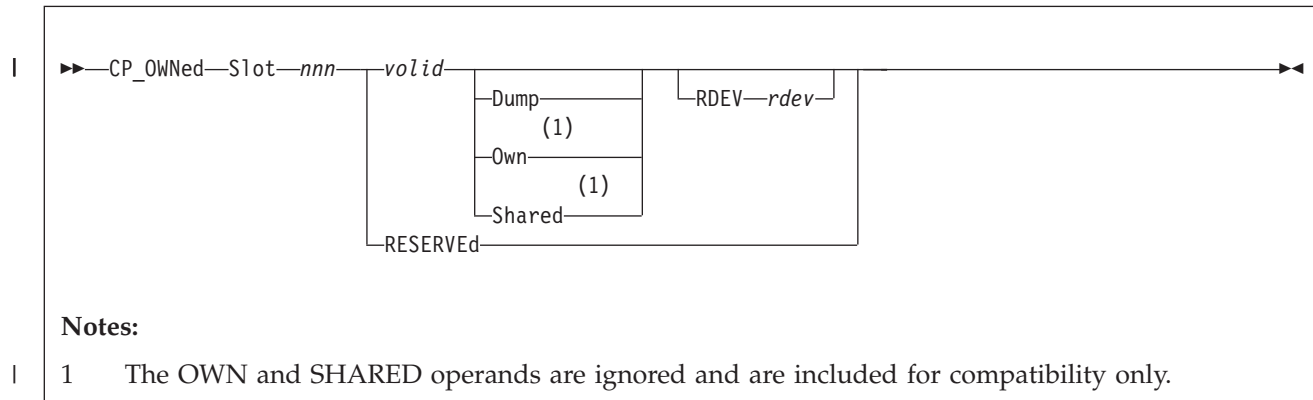 CP_OWNed Slot nnn volid
Dump RDEV rdev
(1)
Own
(1)
Shared
RESERVEd
Notes:
1 The OWN and SHARED operands are ignored and are included for compatibility only.